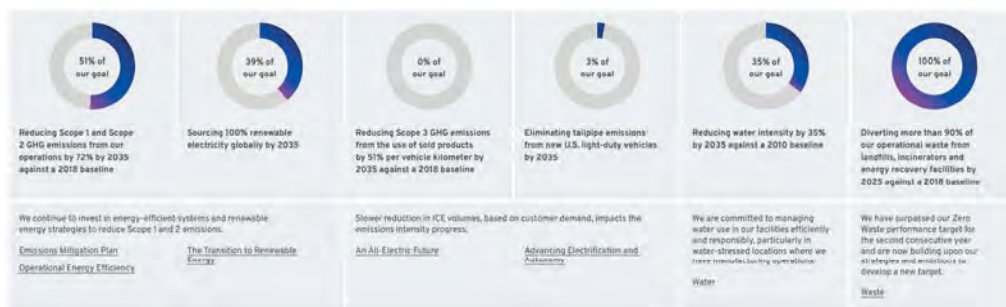 51% of
our goal
39% of
our goal
0% of
our goal
3% of
our goal
35% of
our goal
100% of
our goal
Reducing Scope 1 and Scope
2 GHG emissions from our
operations by 72% by 2035
against a 2018 baseline
Sourcing 100% renewable
electricity globally by 2035
Reducing Scope 3 GHG emissions
from the use of sold products
by 51% per vehicle kilometer by
2035 against a 2018 baseline
Eliminating tailpipe emissions
from new U.S. light-duty vehicles
by 2035
Reducing water intensity by 35%
by 2035 against a 2010 baseline
Diverting more than 90% of
our operational waste from
landfills, incinerators and
energy recovery facilities by
2025 against a 2018 baseline
We continue to invest in energy-efficient systems and renewable
energy strategies to reduce Scope 1 and 2 emissions.
Emissions Mitigation Plan
Operational Energy Efficiency
The Transition to Renewable
Energy
Slower reduction in ICE volumes, based on customer demand, impacts the
emissions intensity progress.
An All-Electric Future
Advancing Electrification and
Autonomy
We are committed to managing
water use in our facilities efficiently
and responsibly, particularly in
water-stressed locations where we
have manufacturing operations.
Water
We have surpassed our Zero
Waste performance target for
the second consecutive year
and are now building upon our
strategies and ambitions to
develop a new target.
Waste